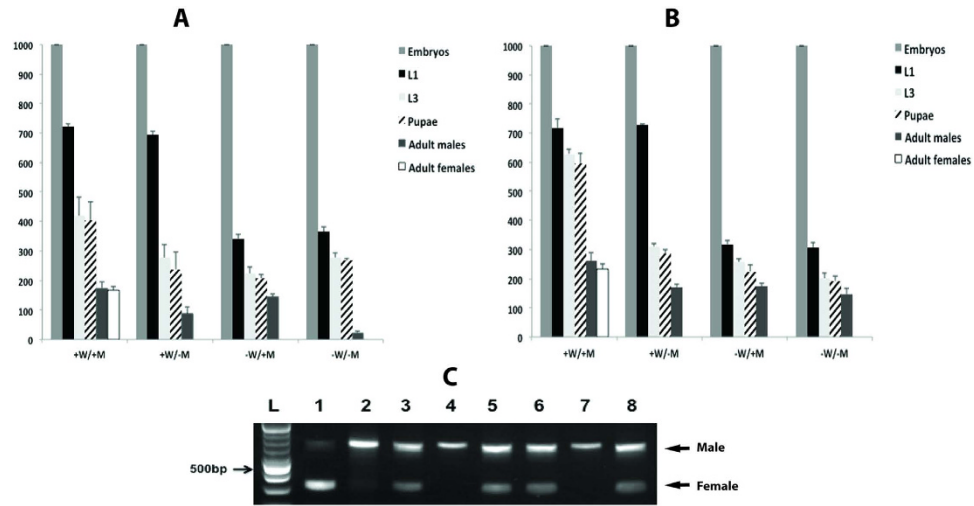 A
1000
900
800
700
600
500
400
300
200
100
0
+W/+M
+W/-M
-W/+M
-W/-M
Embryos
L1
L3
Pupae
Adult males
Adult females
B
1000
900
800
700
600
500
400
300
200
100
0
+W/+M
+W/-M
-W/+M
-W/-M
Embryos
L1
L3
Pupae
Adult males
Adult females
C
L 1 2 3 4 5 6 7 8
500bp
Male
Female